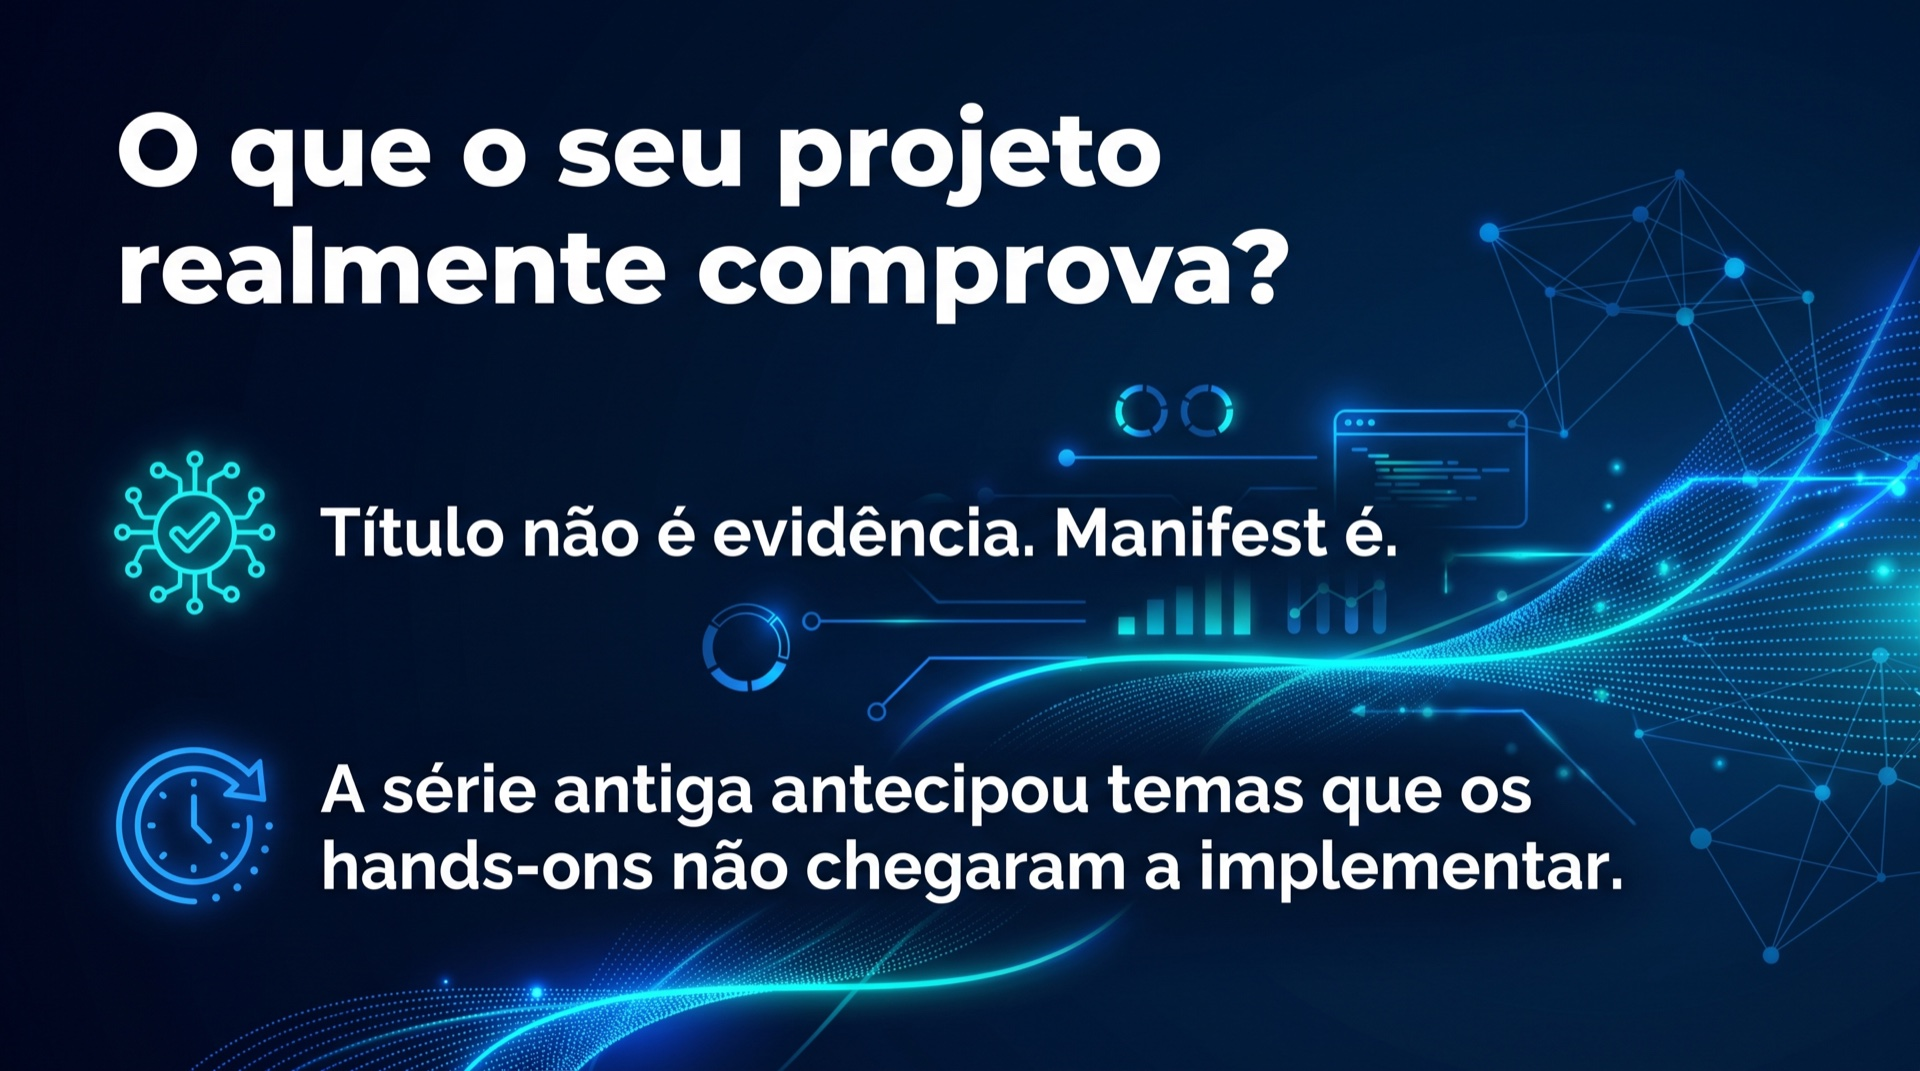 O que o seu projeto
realmente comprova?
Título não é evidência. Manifest é.
A série antiga antecipou temas que os
hands-ons não chegaram a implementar.